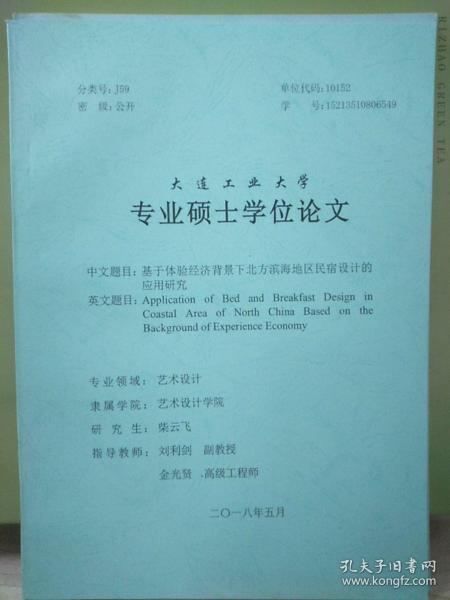 分类号：J59
单位代码：10152
密 级：公开
学 号：15213510806549
大连工业大学
专业硕士学位论文
中文题目：基于体验经济背景下北方滨海地区民宿设计的
应用研究
英文题目：Application of Bed and Breakfast Design in
Coastal Area of North China Based on the
Background of Experience Economy
专业领域：艺术设计
隶属学院：艺术设计学院
研 究 生：柴云飞
指导教师：刘利剑 副教授
金光贤 、高级工程师
二〇一八年五月
RIZHAO GREEN TEA
孔夫子旧书网
www.kongfz.com